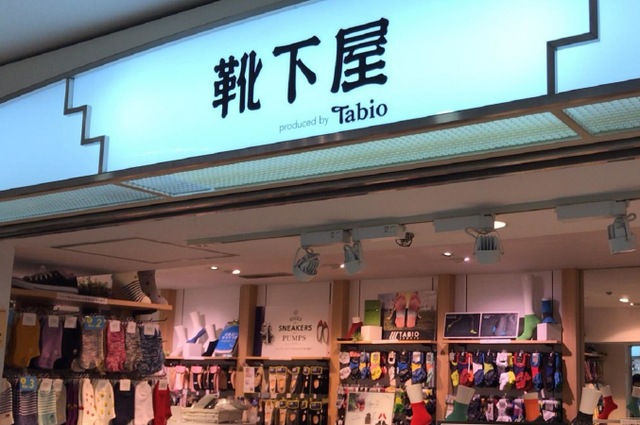 靴下屋
produced by Tabio
SNEAKERS
PUMPS
TABIO